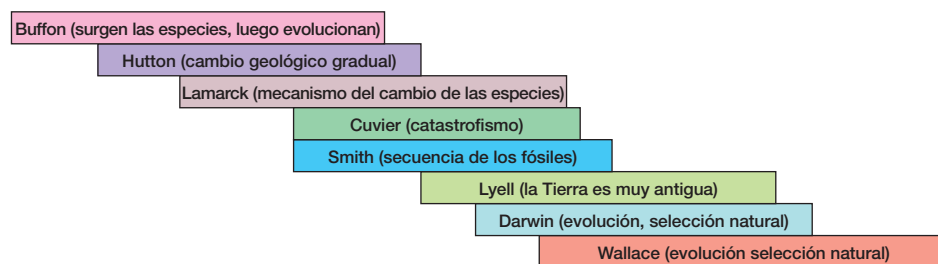 Buffon (surgen las especies, luego evolucionan)
Hutton (cambio geológico gradual)
Lamarck (mecanismo del cambio de las especies)
Cuvier (catastrofismo)
Smith (secuencia de los fósiles)
Lyell (la Tierra es muy antigua)
Darwin (evolución, selección natural)
Wallace (evolución selección natural)